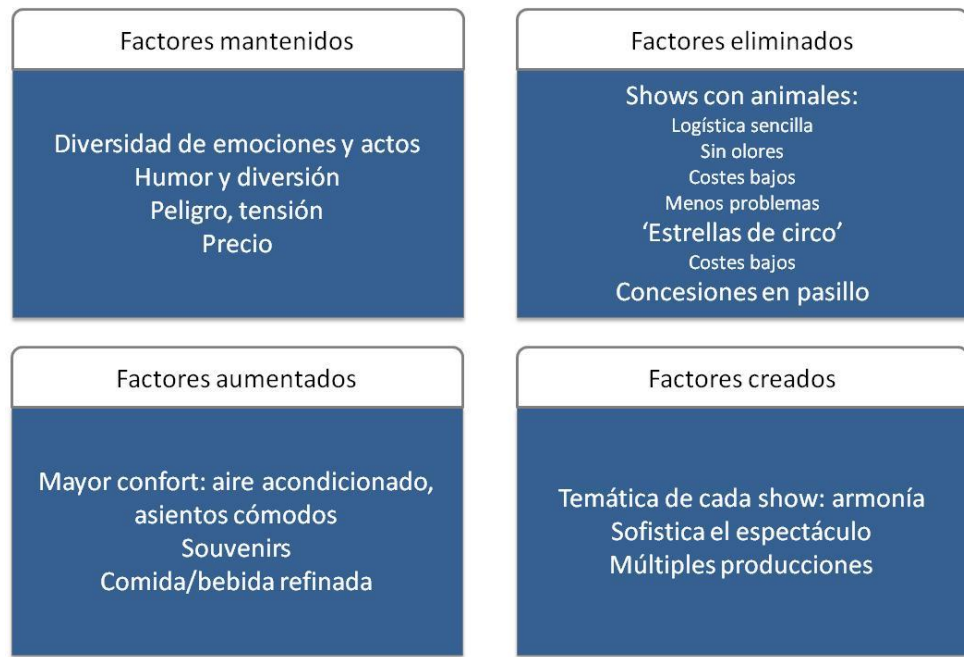 Factores mantenidos
Diversidad de emociones y actos
Humor y diversión
Peligro, tensión
Precio
Factores eliminados
Shows con animales:
Logística sencilla
Sin olores
Costes bajos
Menos problemas
‘Estrellas de circo’
Costes bajos
Concesiones en pasillo
Factores aumentados
Mayor confort: aire acondicionado,
asientos cómodos
Souvenirs
Comida/bebida refinada
Factores creados
Temática de cada show: armonía
Sofistica el espectáculo
Múltiples producciones